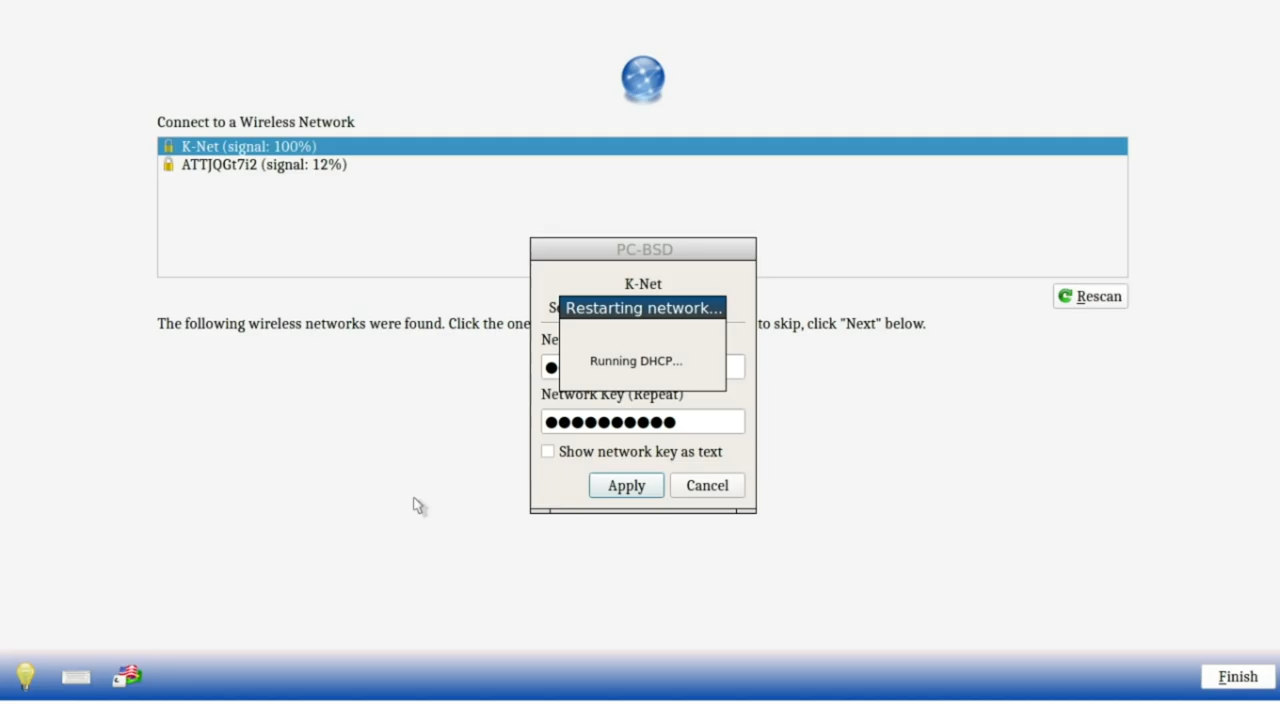 Connect to a Wireless Network
K-Net (signal: 100%)
ATTJQGt7i2 (signal: 12%)
PC-BSD
K-Net
Rescan
Restarting network...
The following wireless networks were found. Click the one
to skip, click "Next" below.
Running DHCP...
Network Key (Repeat)
Show network key as text
Apply
Cancel
Finish